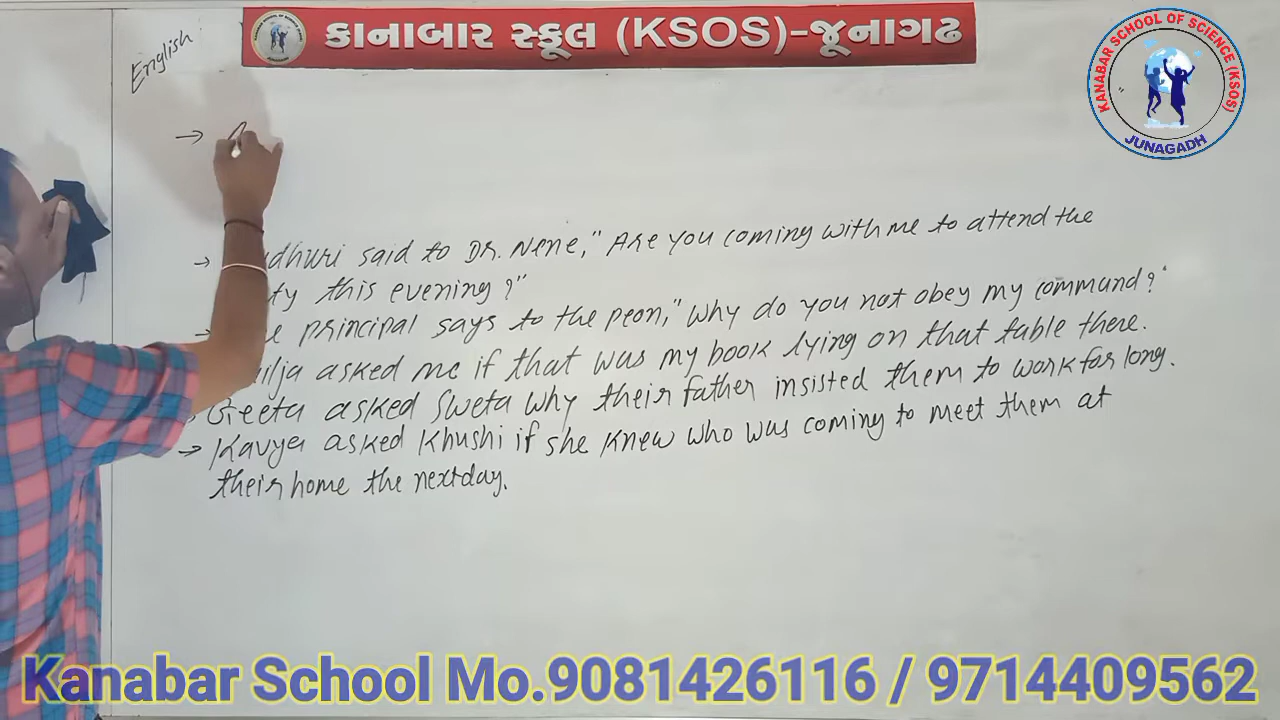 કાનાબાર સ્કૂલ (KSOS)-જૂનાગઢ
KANABAR SCHOOL OF SCIENCE (KSOS)
JUNAGADH
English
→
→ dhuri said to Dr. Nene," Are you coming with me to attend the
ty this evening?"
principal says to the peon," Why do you not obey my command?"
ilja asked me if that was my book lying on that table there.
Geeta asked Sweta why their father insisted them to work for long.
→ Kavya asked Khushi if she knew who was coming to meet them at
their home the next day.
Kanabar School Mo.9081426116 / 9714409562